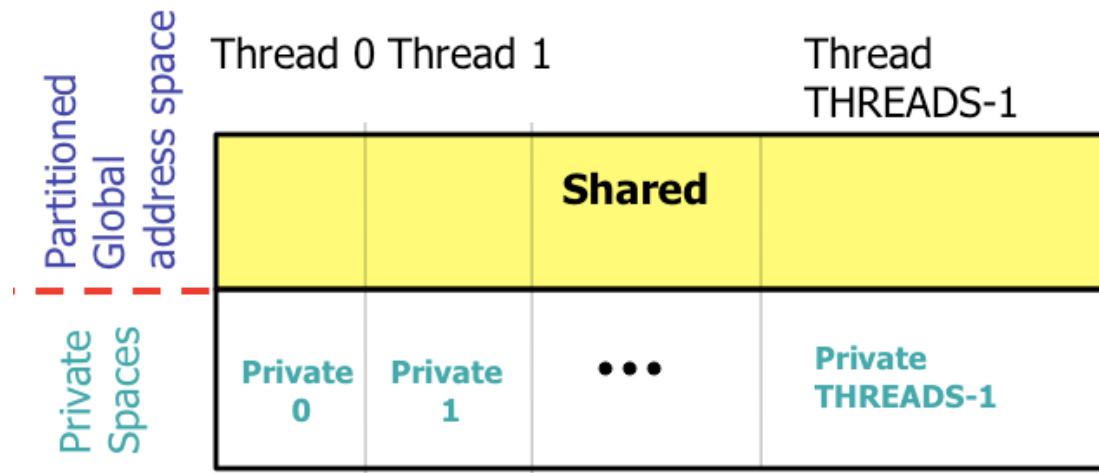 Partitioned
Global
address space
Thread 0 Thread 1
Thread
THREADS-1
Shared
Private
Spaces
Private
0
Private
1
•••
Private
THREADS-1